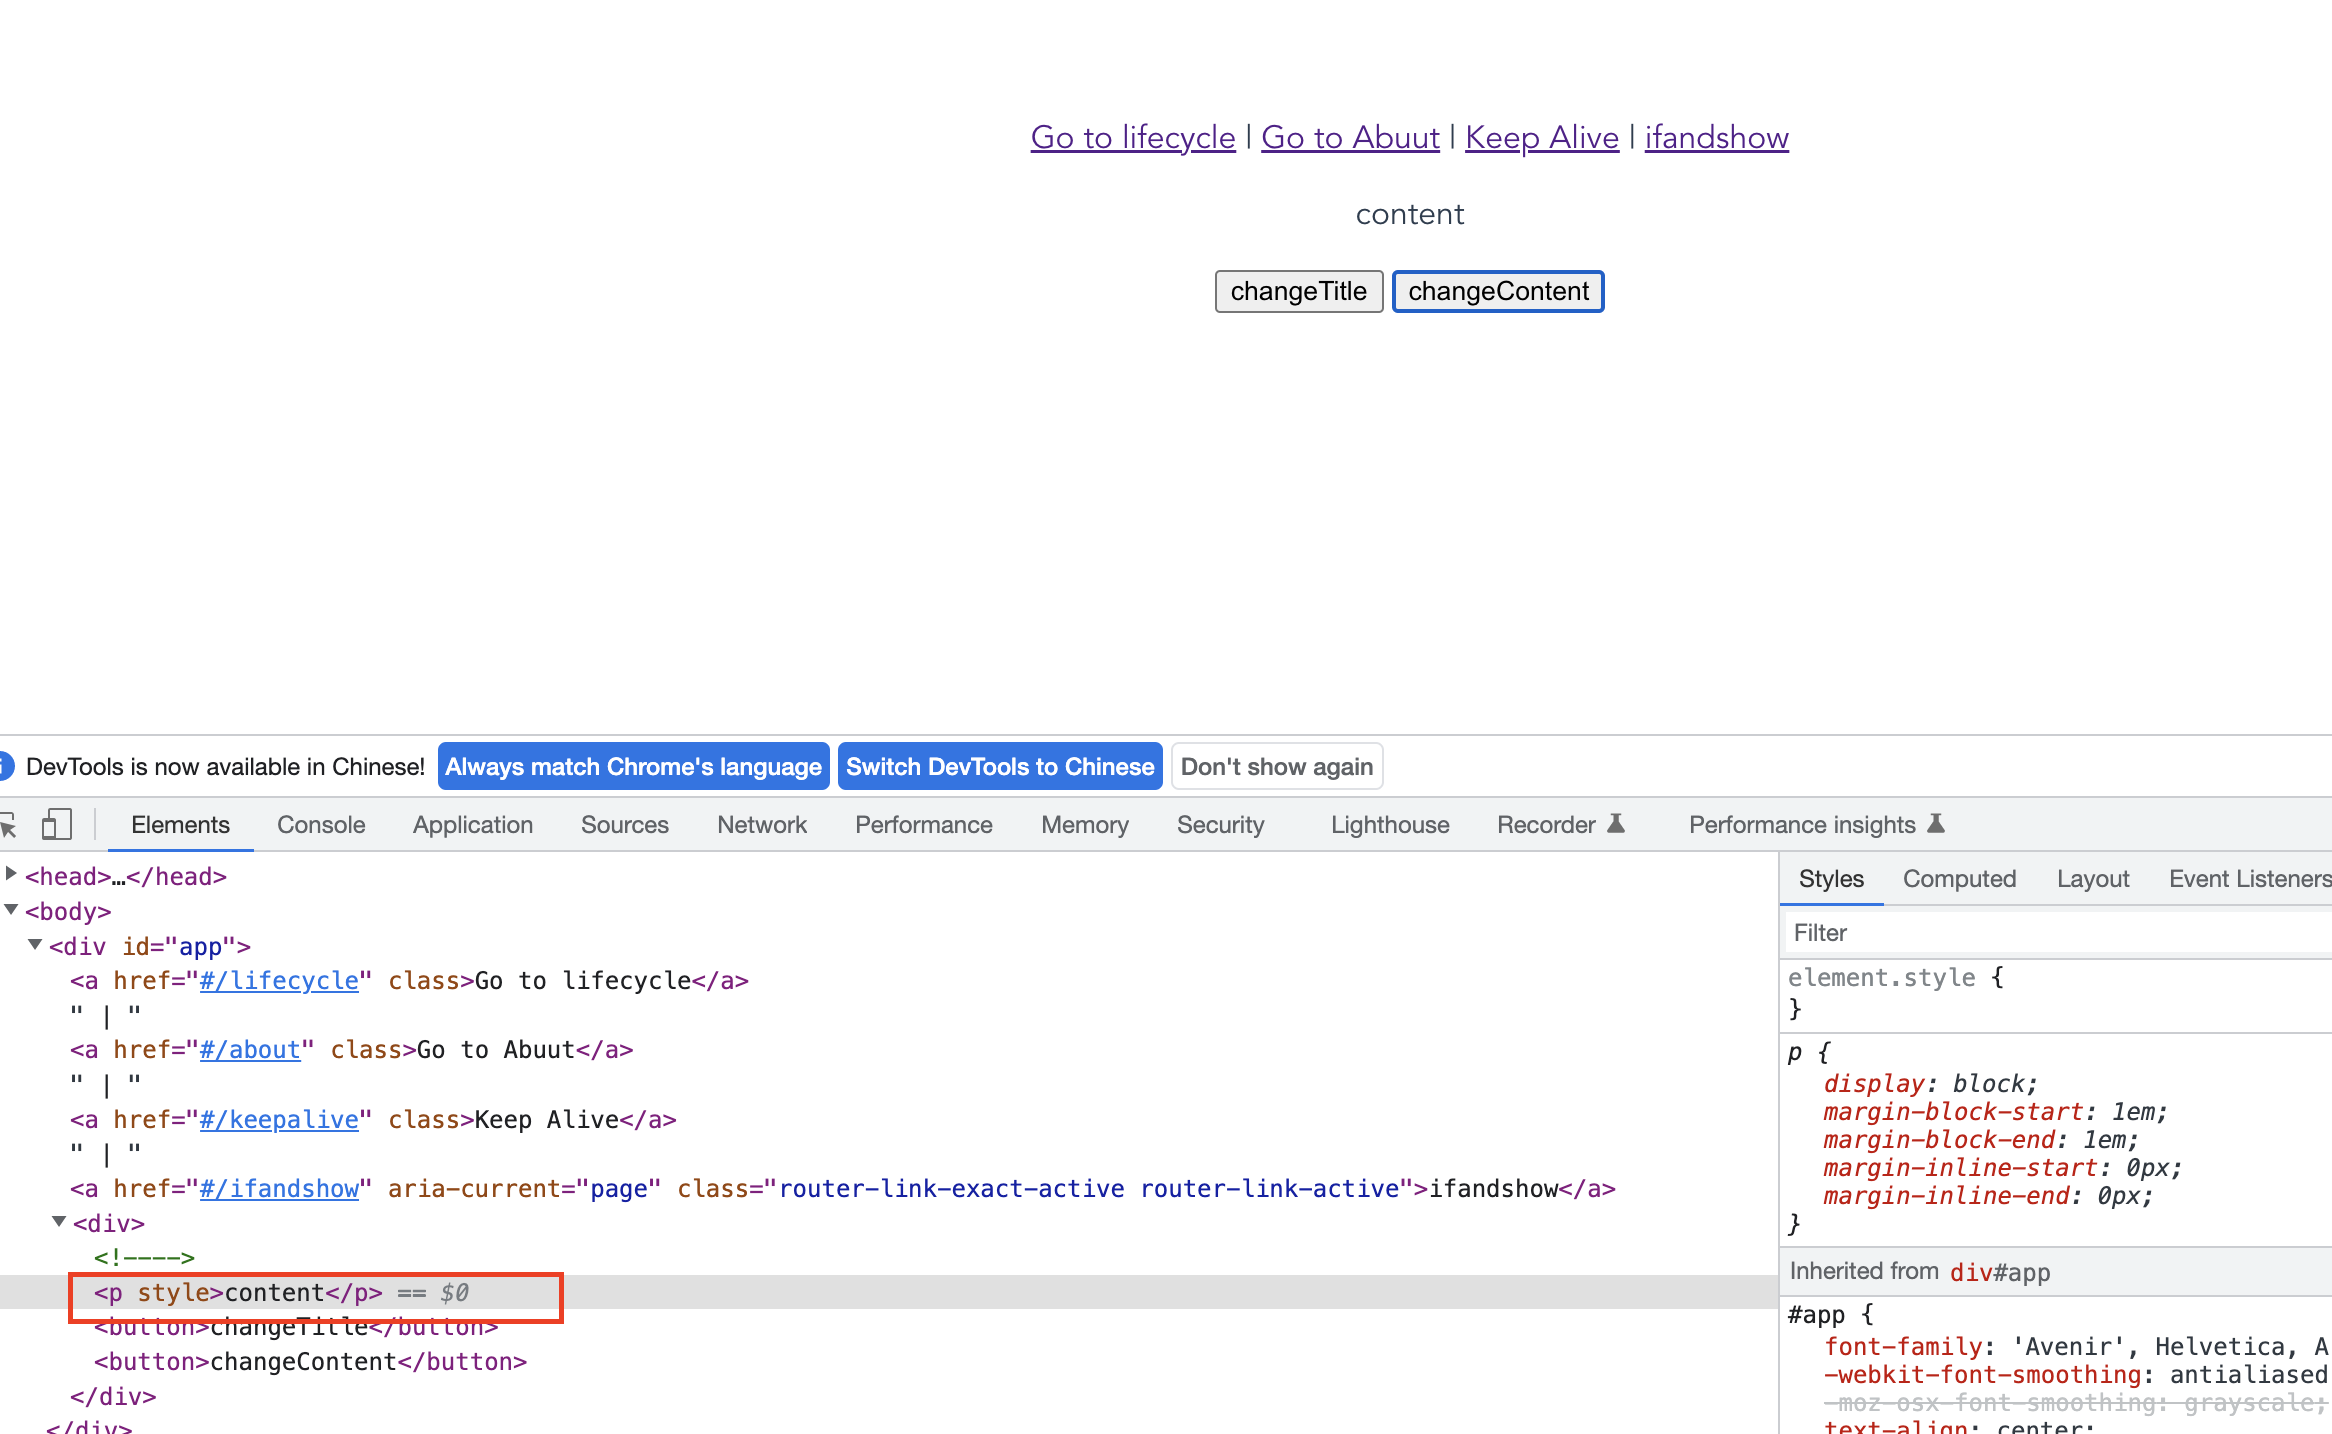 Go to lifecycle | Go to Abuut | Keep Alive | ifandshow
content
changeTitle changeContent
DevTools is now available in Chinese! Always match Chrome's language Switch DevTools to Chinese Don't show again
Elements Console Application Sources Network Performance Memory Security Lighthouse Recorder Performance insights
<head>…</head>
<body>
<div id="app">
<a href="#/lifecycle" class>Go to lifecycle</a>
" | "
<a href="#/about" class>Go to Abuut</a>
" | "
<a href="#/keepalive" class>Keep Alive</a>
" | "
<a href="#/ifandshow" aria-current="page" class="router-link-exact-active router-link-active">ifandshow</a>
<div>
<!---->
<p style>content</p> == $0
<button>changeTitle</button>
<button>changeContent</button>
</div>
</div>
Styles Computed Layout Event Listeners
Filter
element.style {
}
p {
display: block;
margin-block-start: 1em;
margin-block-end: 1em;
margin-inline-start: 0px;
margin-inline-end: 0px;
}
Inherited from div#app
#app {
font-family: 'Avenir', Helvetica, A
-webkit-font-smoothing: antialiased
-moz-osx-font-smoothing: grayscale;
text-align: center;